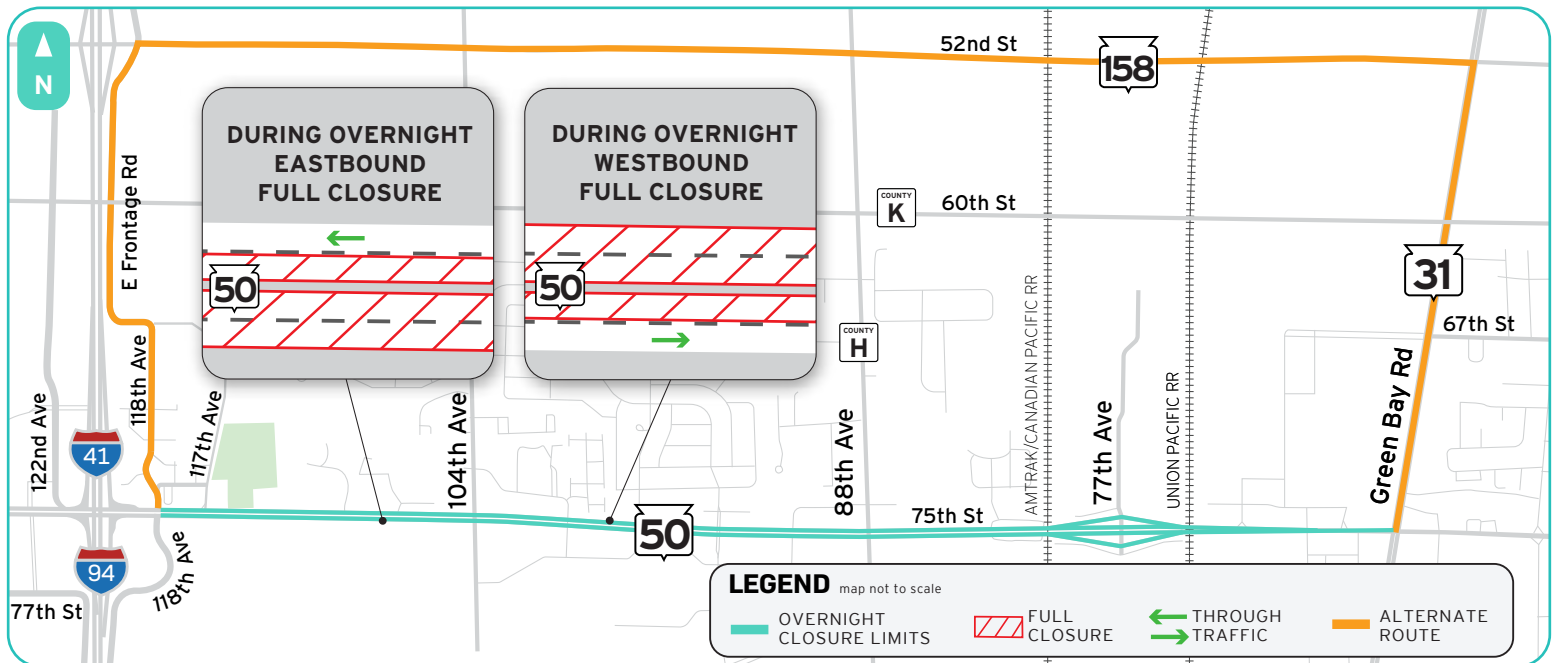 N
52nd St
158
E Frontage Rd
DURING OVERNIGHT
EASTBOUND
FULL CLOSURE
50
DURING OVERNIGHT
WESTBOUND
FULL CLOSURE
50
COUNTY
K
60th St
31
67th St
COUNTY
H
122nd Ave
41
118th Ave
117th Ave
104th Ave
88th Ave
AMTRAK/CANADIAN PACIFIC RR
77th Ave
UNION PACIFIC RR
Green Bay Rd
75th St
50
94
118th Ave
77th St
LEGEND map not to scale
OVERNIGHT
CLOSURE LIMITS
FULL
CLOSURE
THROUGH
TRAFFIC
ALTERNATE
ROUTE